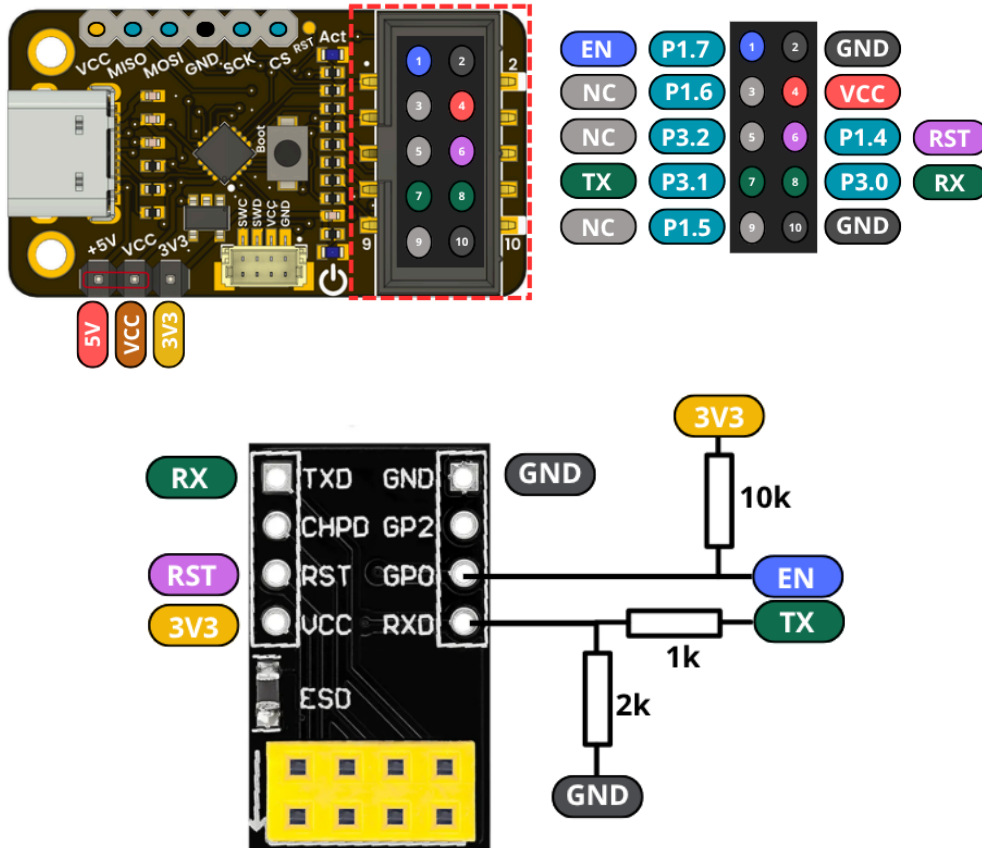 VCC MISO MOSI GND SCK CS RST Act
1 2 2
3 4
5 6
7 8
9 9 10 10
Boot
SWC SWD VCC GND
+5V VCC 3V3
5V VCC 3V3
EN P1.7 1 2 GND
NC P1.6 3 4 VCC
NC P3.2 5 6 P1.4 RST
TX P3.1 7 8 P3.0 RX
NC P1.5 9 10 GND
3V3
10k
RX TXD GND GND
CHPD GP2
RST RST GP0 EN
3V3 VCC RXD TX
1k
2k
ESD
GND